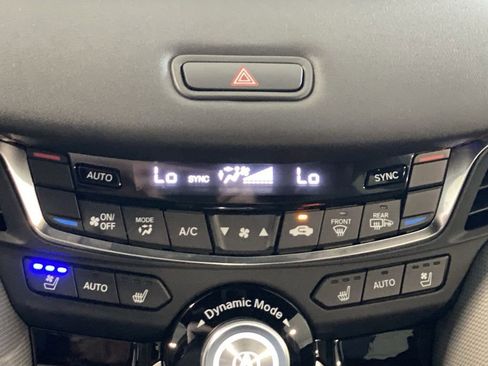 AUTO Lo SYNC Lo SYNC
ON/OFF MODE A/C FRONT REAR
AUTO AUTO
Dynamic Mode